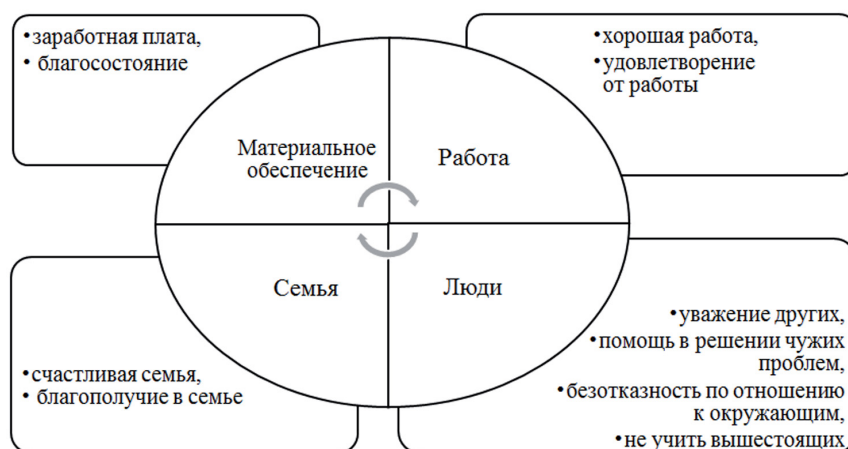 •заработная плата,
• благосостояние
•хорошая работа,
•удовлетворение
от работы
Материальное
обеспечение
Работа
Семья
Люди
•счастливая семья,
• благополучие в семье
•уважение других,
•помощь в решении чужих
проблем,
•безотказность по отношению
к окружающим,
•не учить вышестоящих